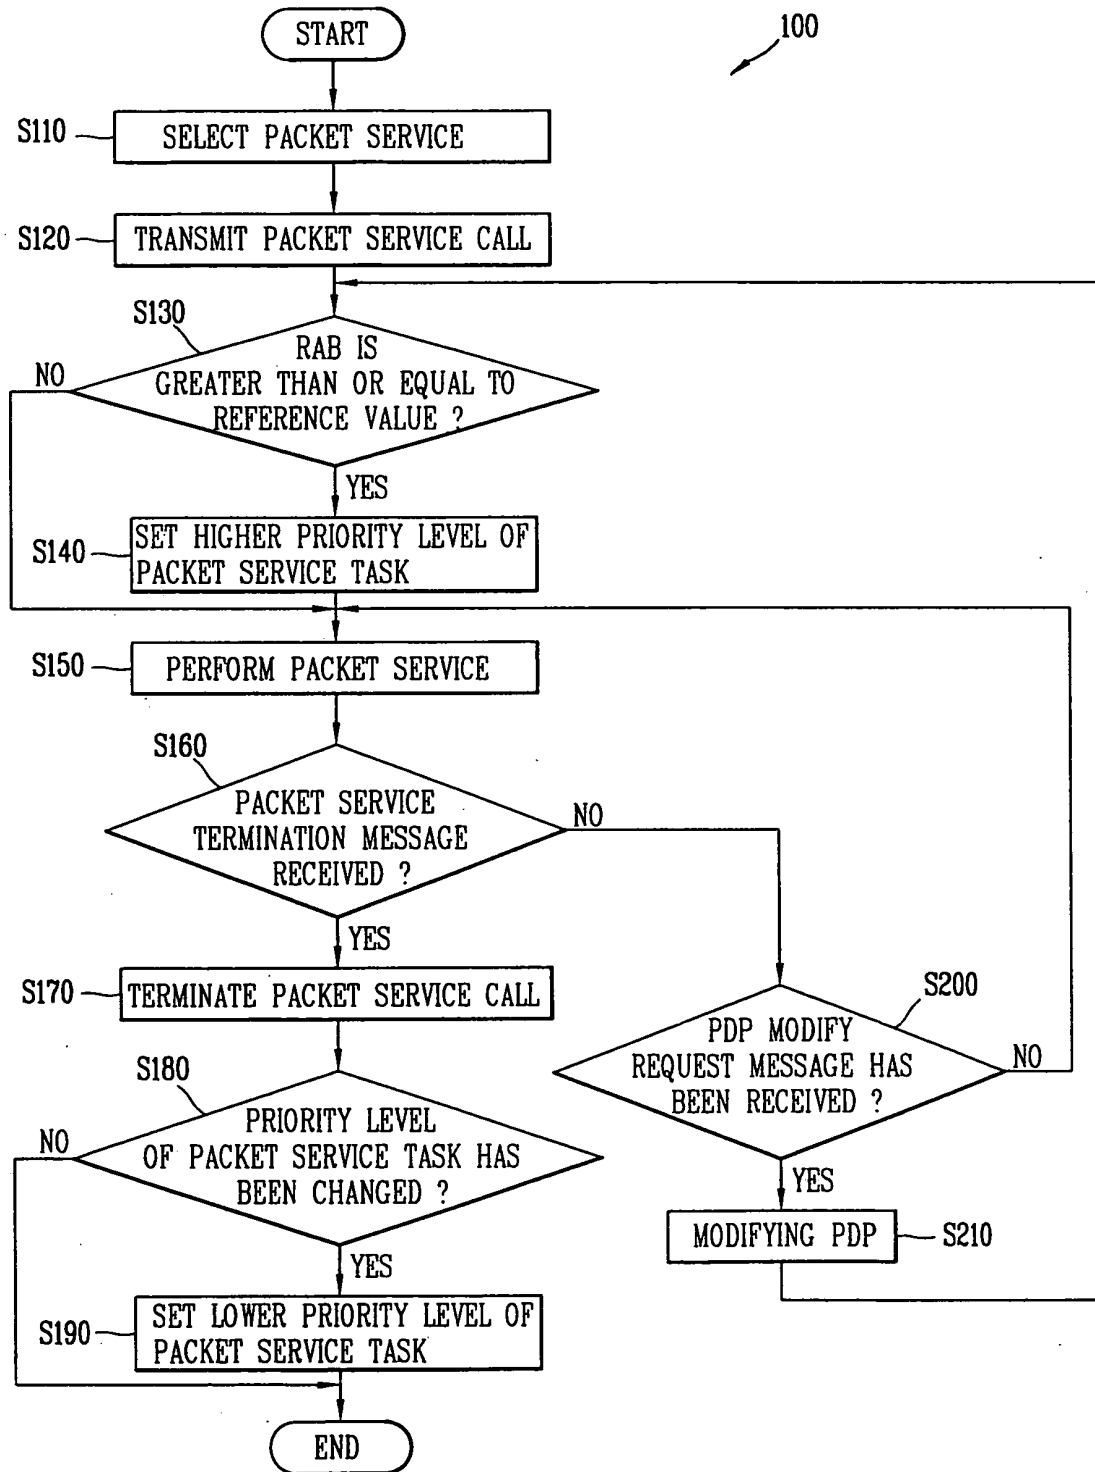 START
100
S110
SELECT PACKET SERVICE
S120
TRANSMIT PACKET SERVICE CALL
S130
RAB IS
GREATER THAN OR EQUAL TO
REFERENCE VALUE ?
NO
YES
S140
SET HIGHER PRIORITY LEVEL OF
PACKET SERVICE TASK
S150
PERFORM PACKET SERVICE
S160
PACKET SERVICE
TERMINATION MESSAGE
RECEIVED ?
NO
YES
S170
TERMINATE PACKET SERVICE CALL
S200
PDP MODIFY
REQUEST MESSAGE HAS
BEEN RECEIVED ?
NO
YES
S180
PRIORITY LEVEL
OF PACKET SERVICE TASK HAS
BEEN CHANGED ?
NO
YES
MODIFYING PDP
S210
S190
SET LOWER PRIORITY LEVEL OF
PACKET SERVICE TASK
END